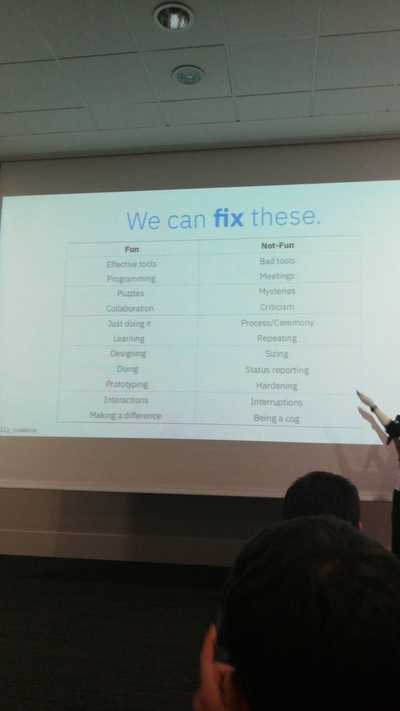 We can fix these.
Fun Not-Fun
Effective tools Bad tools
Programming Meetings
Puzzles Mysteries
Collaboration Criticism
Just doing it Process/Ceremony
Learning Repeating
Designing Sizing
Doing Status reporting
Prototyping Hardening
Interactions Interruptions
Making a difference Being a cog